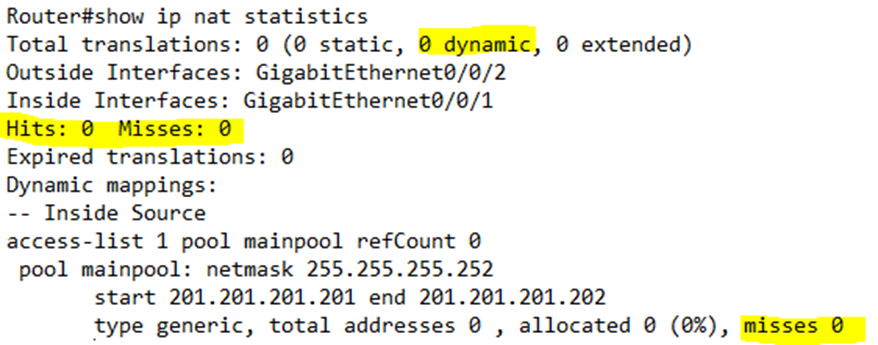 Router#show ip nat statistics
Total translations: 0 (0 static, 0 dynamic, 0 extended)
Outside Interfaces: GigabitEthernet0/0/2
Inside Interfaces: GigabitEthernet0/0/1
Hits: 0  Misses: 0
Expired translations: 0
Dynamic mappings:
-- Inside Source
access-list 1 pool mainpool refCount 0
 pool mainpool: netmask 255.255.255.252
       start 201.201.201.201 end 201.201.201.202
       type generic, total addresses 0 , allocated 0 (0%), misses 0